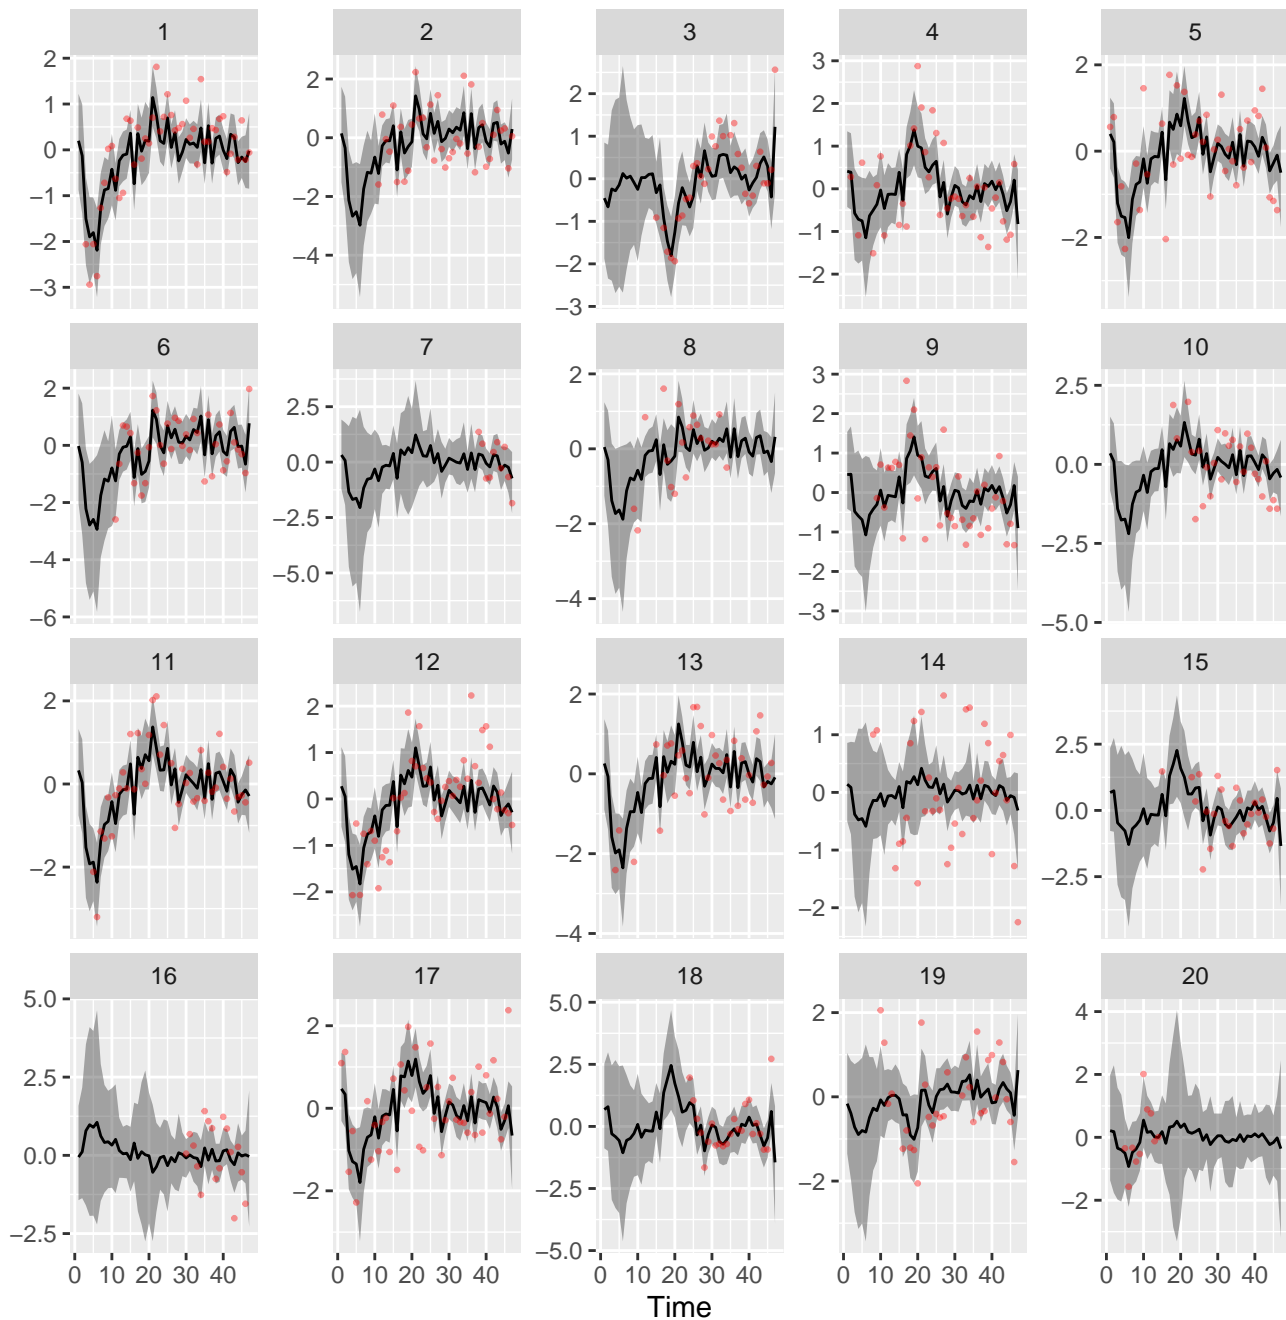 1 2 3 4 5
2 1 0 −1 −2 −3
2 0 −2 −4
2 1 0 −1 −2 −3
3 2 1 0 −1 −2
2 0 −2
6 7 8 9 10
2 0 −2 −4 −6
2.5 0.0 −2.5 −5.0
2 0 −2 −4
3 2 1 0 −1 −2 −3
2.5 0.0 −2.5 −5.0
11 12 13 14 15
2 0 −2
2 1 0 −1 −2
2 0 −2 −4
1 0 −1 −2
2.5 0.0 −2.5
16 17 18 19 20
5.0 2.5 0.0 −2.5
2 0 −2
5.0 2.5 0.0 −2.5 −5.0
2 0 −2
4 2 0 −2
0 10 20 30 40 0 10 20 30 40 0 10 20 30 40 0 10 20 30 40 0 10 20 30 40
Time